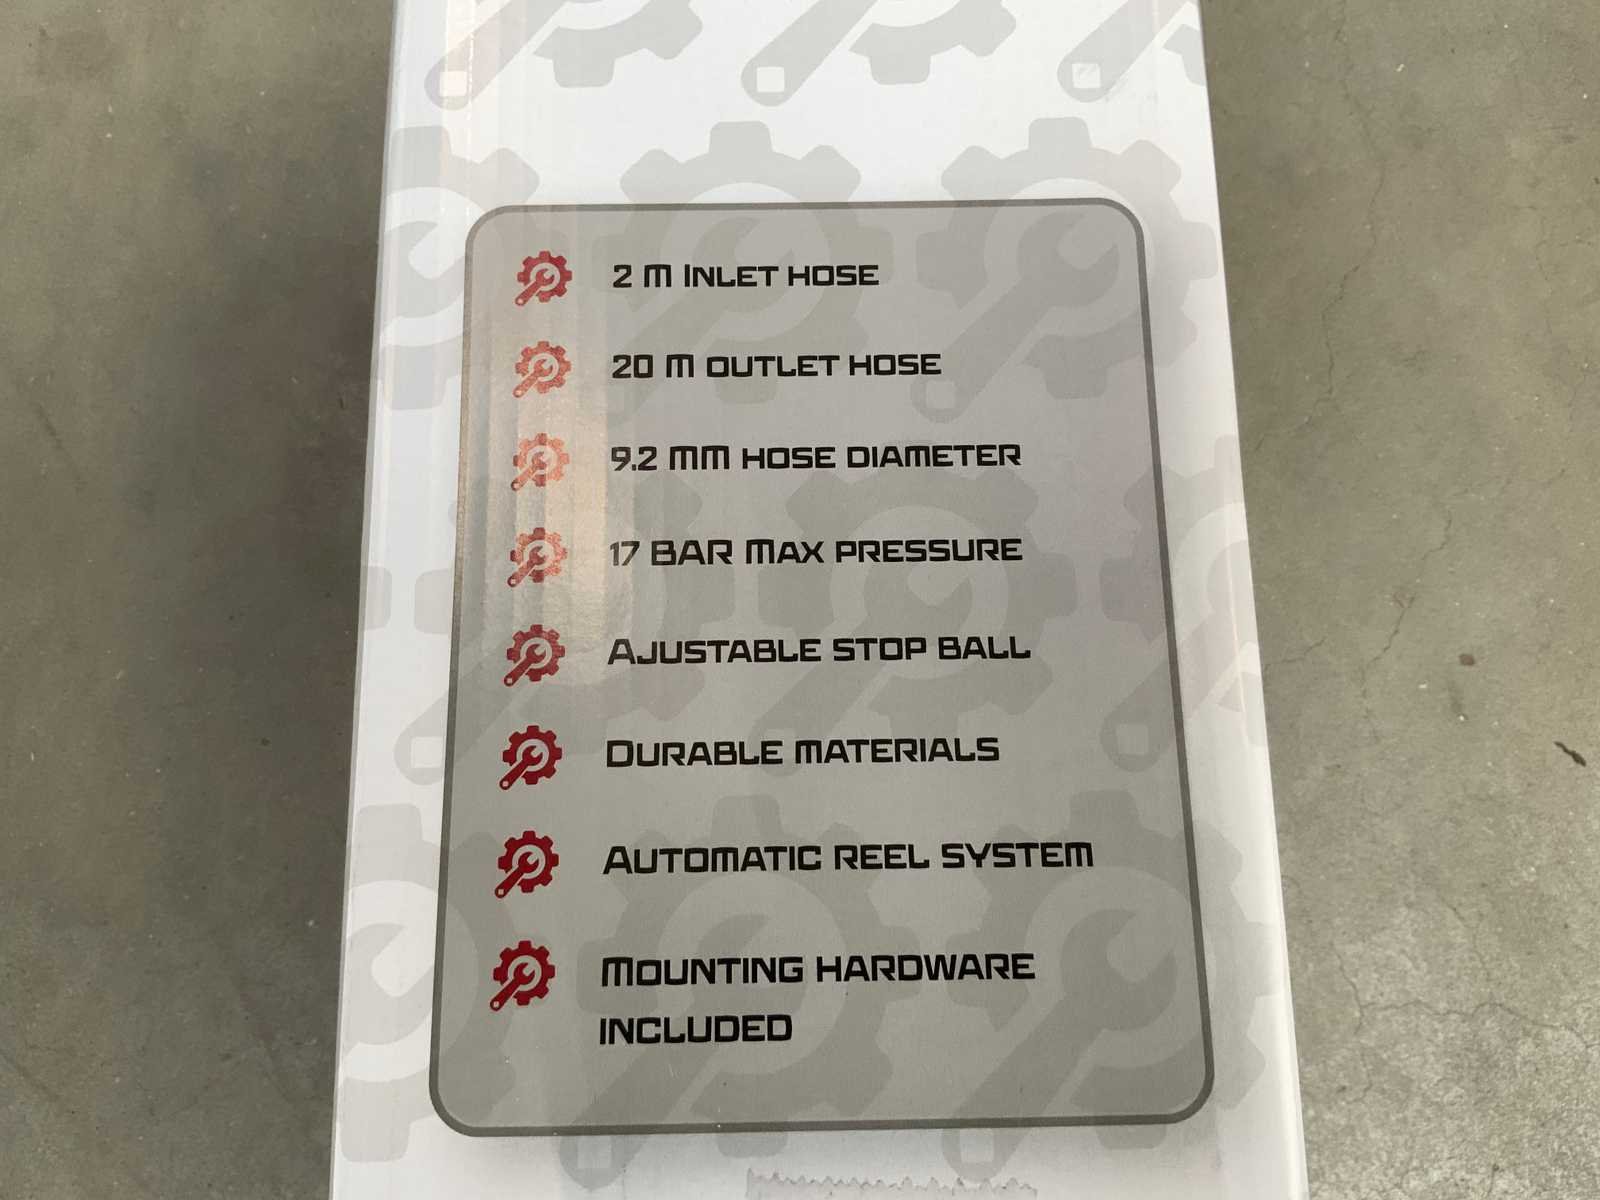 2 M INLET HOSE
20 M OUTLET HOSE
9.2 MM HOSE DIAMETER
17 BAR MAX PRESSURE
AJUSTABLE STOP BALL
DURABLE MATERIALS
AUTOMATIC REEL SYSTEM
MOUNTING HARDWARE
INCLUDED